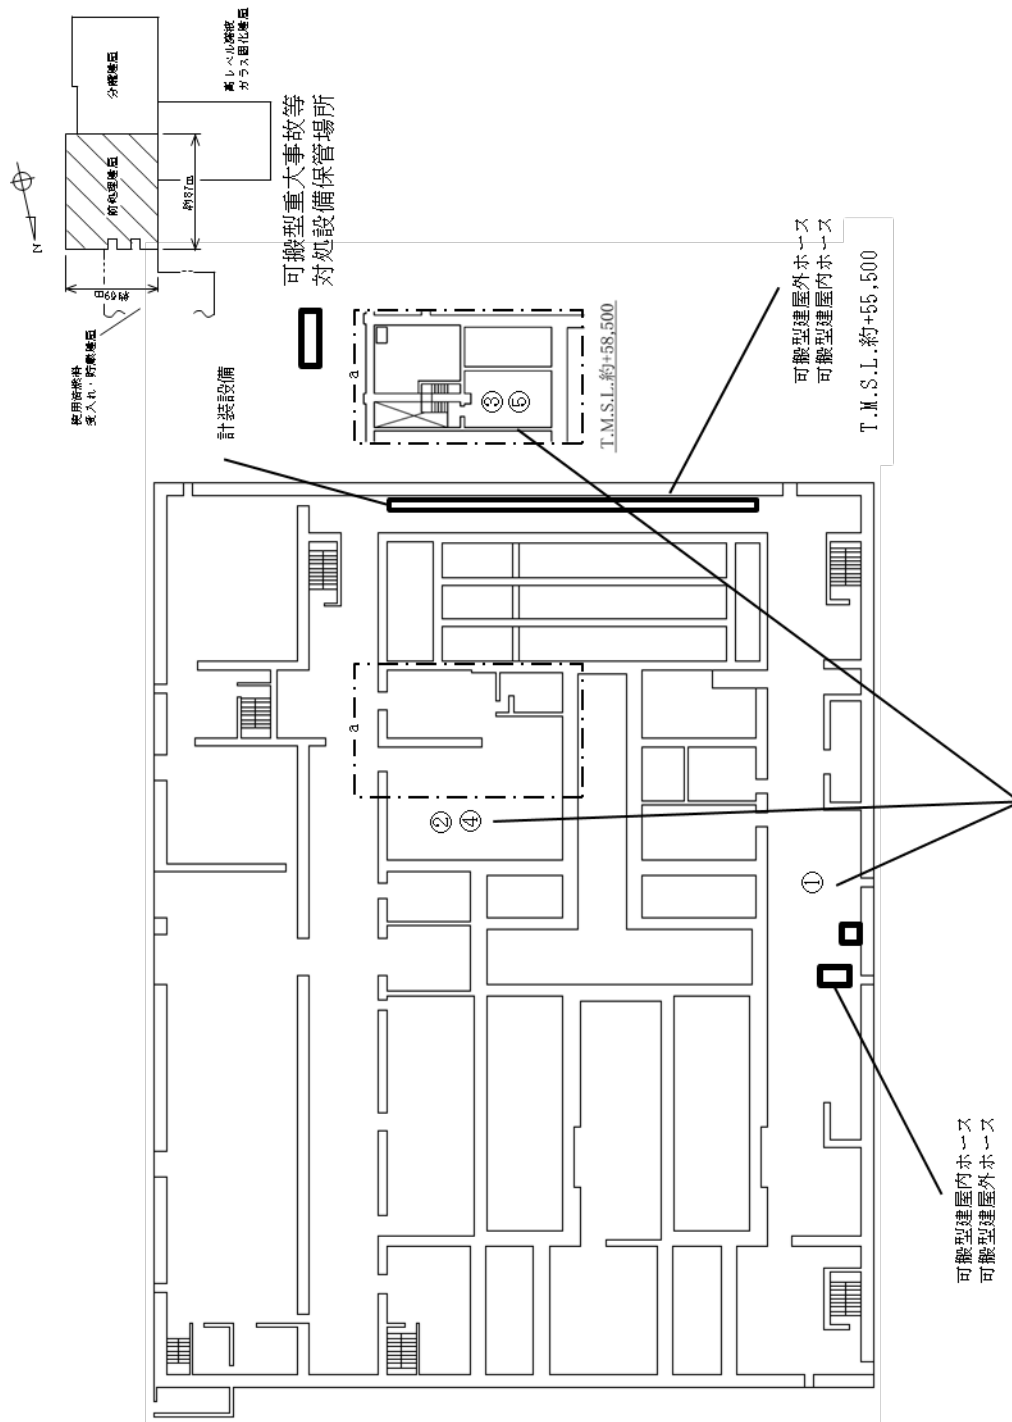 分離建屋
高レベル廃液
ガラス固化建屋
前処理建屋
約87m
約69m
N
使用済燃料
受入れ・貯蔵建屋
可搬型重大事故等
対処設備保管場所
計装設備
a
③
⑤
T.M.S.L.約+58,500
可搬型建屋外ホース
可搬型建屋内ホース
T.M.S.L.約+55,500
a
②
④
①
可搬型建屋内ホース
可搬型建屋外ホース